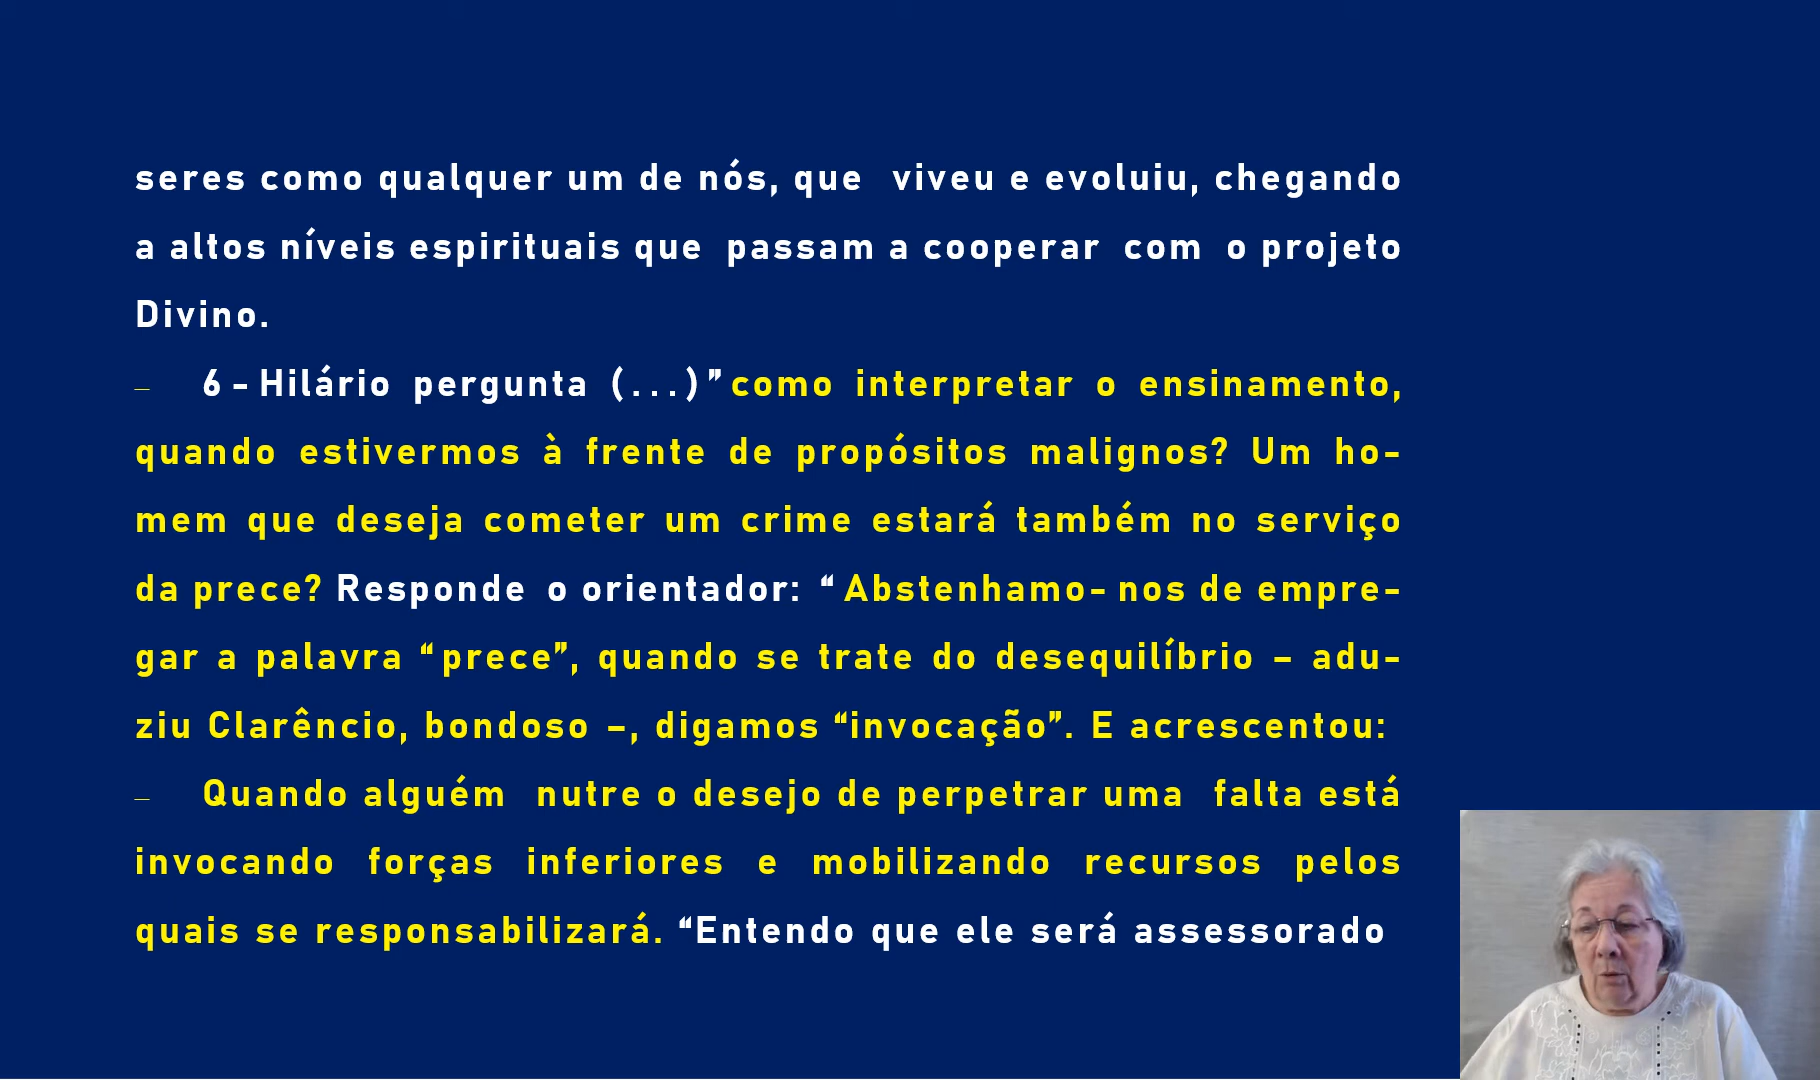 seres como qualquer um de nós, que viveu e evoluiu, chegando
a altos níveis espirituais que passam a cooperar com o projeto
Divino.
– 6 - Hilário pergunta (...)”como interpretar o ensinamento,
quando estivermos à frente de propósitos malignos? Um ho-
mem que deseja cometer um crime estará também no serviço
da prece? Responde o orientador: “ Abstenhamo- nos de empre-
gar a palavra “prece”, quando se trate do desequilíbrio – adu-
ziu Clarêncio, bondoso –, digamos “invocação”. E acrescentou:
– Quando alguém nutre o desejo de perpetrar uma falta está
invocando forças inferiores e mobilizando recursos pelos
quais se responsabilizará. “Entendo que ele será assessorado